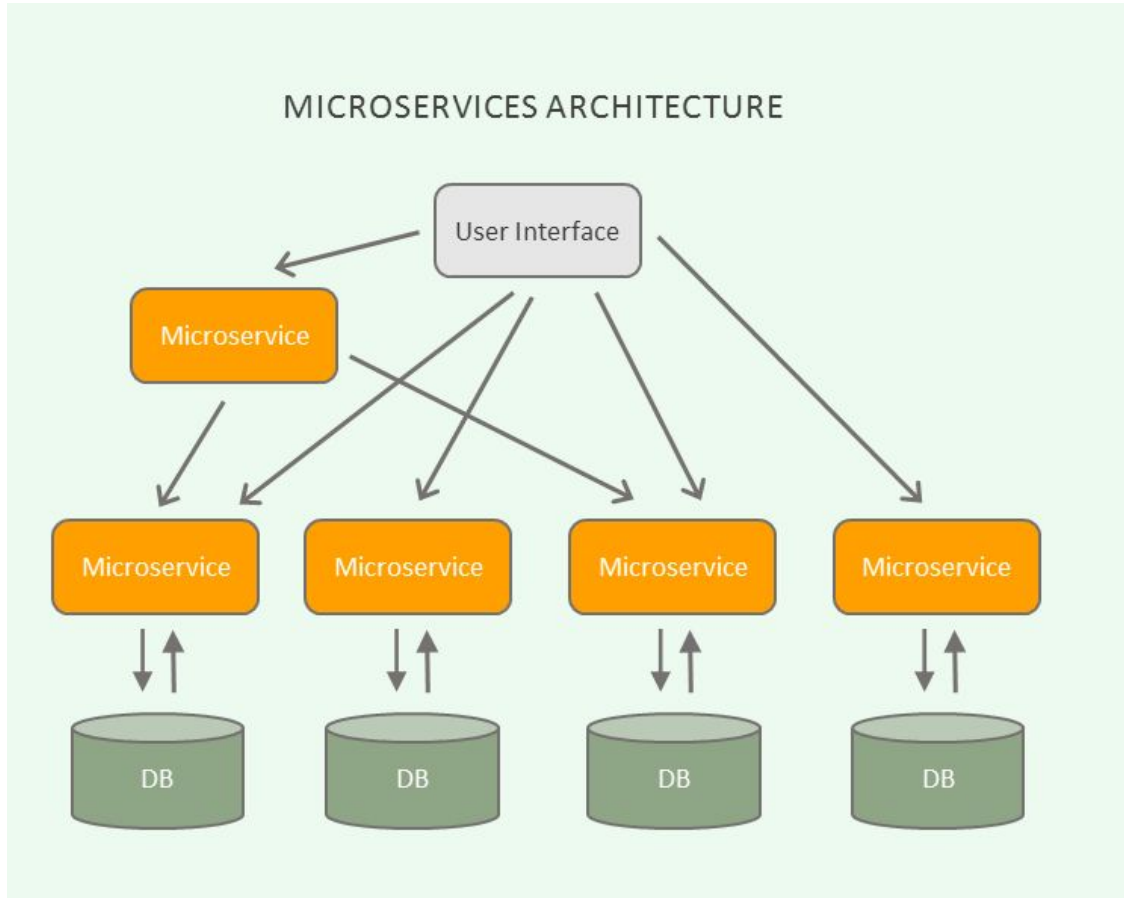 MICROSERVICES ARCHITECTURE
User Interface
Microservice
Microservice
Microservice
Microservice
Microservice
DB
DB
DB
DB